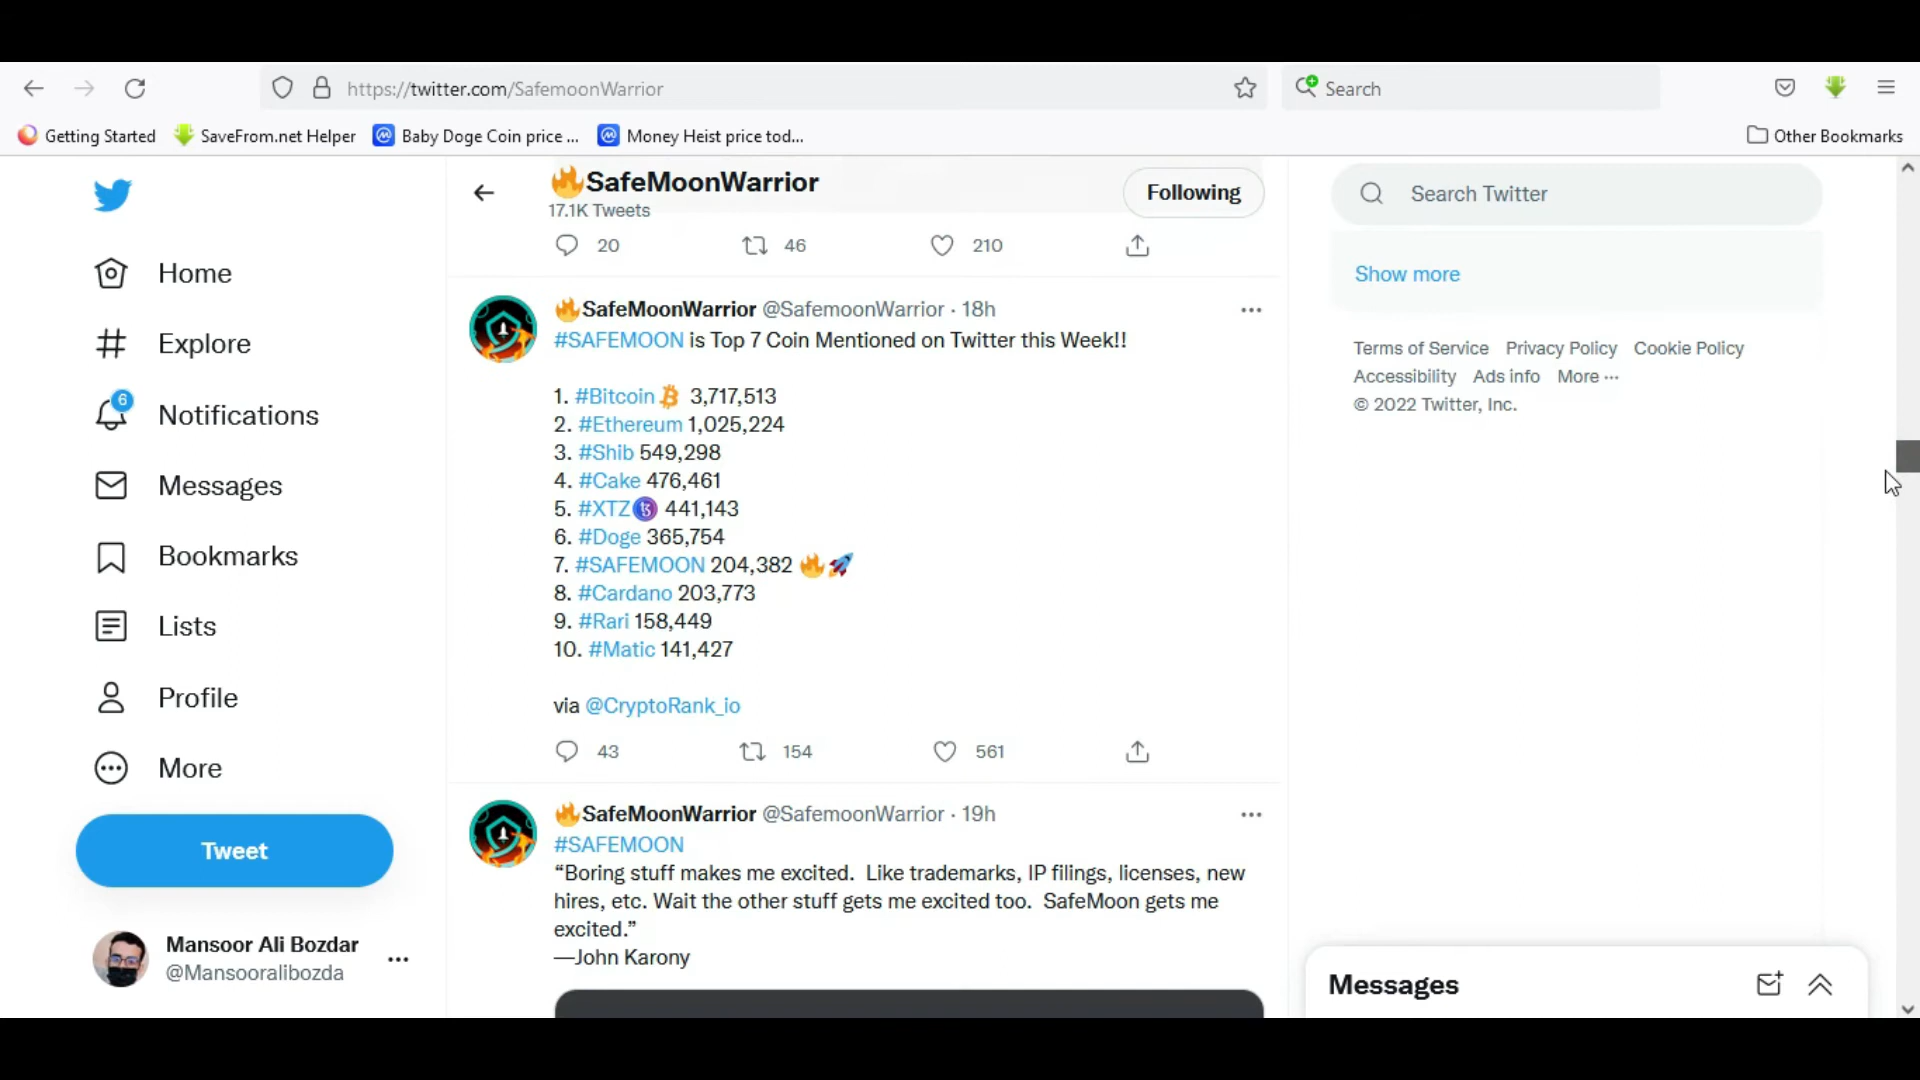 https://twitter.com/SafemoonWarrior
Search
Getting Started
SaveFrom.net Helper
Baby Doge Coin price ...
Money Heist price tod...
Other Bookmarks
Home
Explore
6
Notifications
Messages
Bookmarks
Lists
Profile
More
Tweet
Mansoor Ali Bozdar
@Mansooralibozda
🔥SafeMoonWarrior
17.1K Tweets
Following
20 46 210
🔥SafeMoonWarrior @SafemoonWarrior · 18h
#SAFEMOON is Top 7 Coin Mentioned on Twitter this Week!!
1. #Bitcoin 3,717,513
2. #Ethereum 1,025,224
3. #Shib 549,298
4. #Cake 476,461
5. #XTZ 441,143
6. #Doge 365,754
7. #SAFEMOON 204,382 🔥🚀
8. #Cardano 203,773
9. #Rari 158,449
10. #Matic 141,427
via @CryptoRank_io
43 154 561
🔥SafeMoonWarrior @SafemoonWarrior · 19h
#SAFEMOON
“Boring stuff makes me excited.  Like trademarks, IP filings, licenses, new
hires, etc. Wait the other stuff gets me excited too.  SafeMoon gets me
excited.”
—John Karony
Search Twitter
Show more
Terms of Service Privacy Policy Cookie Policy
Accessibility Ads info More ···
© 2022 Twitter, Inc.
Messages